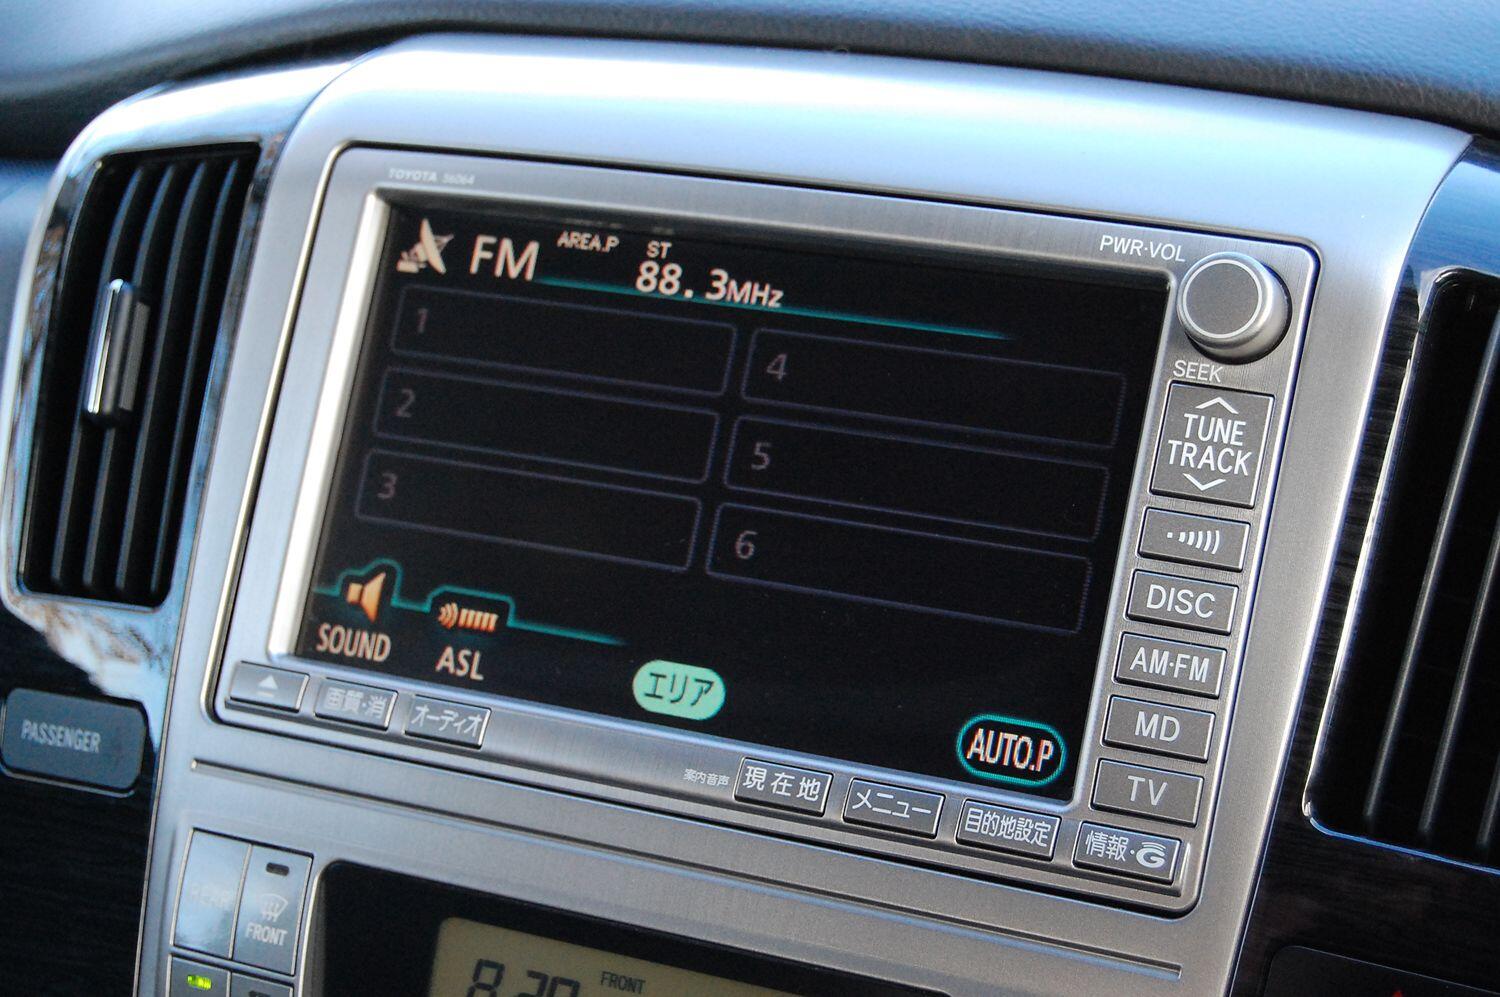 TOYOTA 56064
FM
AREA.P
ST
88.3MHz
PWR·VOL
1
4
2
5
3
6
SEEK
TUNE
TRACK
DISC
AM·FM
MD
TV
SOUND
ASL
エリア
AUTO.P
画質·消
オーディオ
案内音声
現在地
メニュー
目的地設定
情報·G
PASSENGER
REAR
FRONT
FRONT